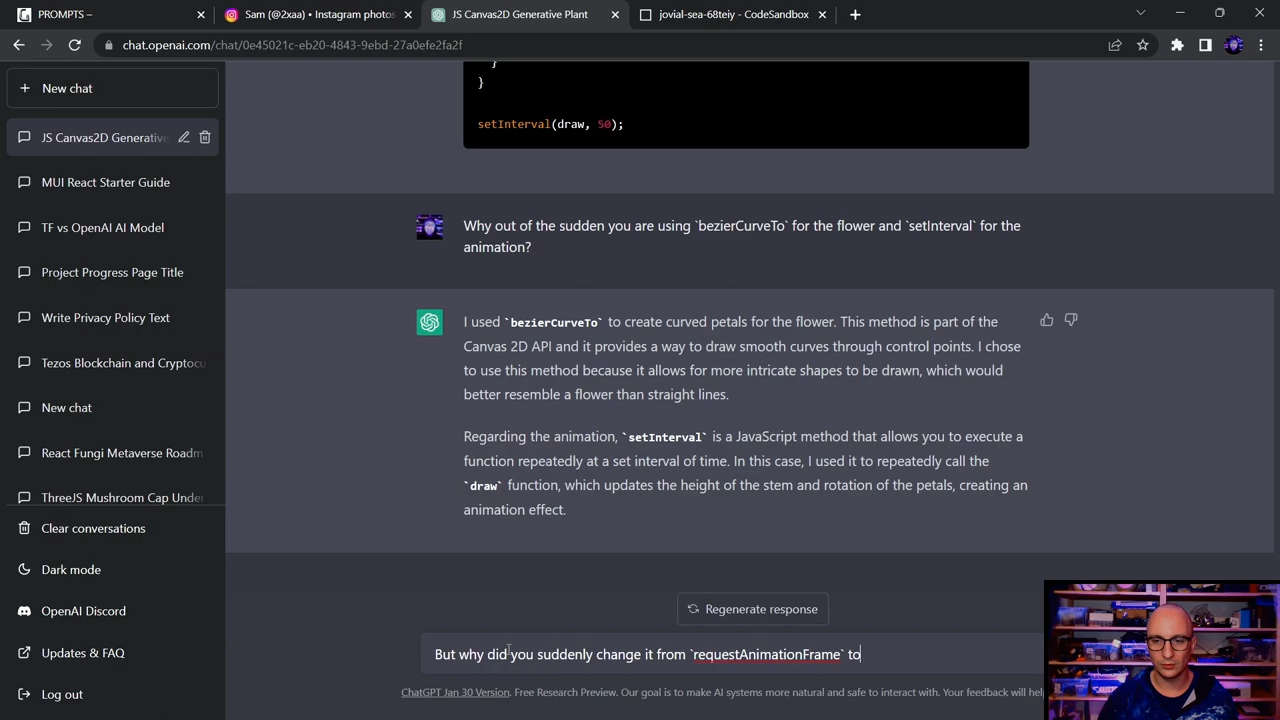 PROMPTS –
Sam (@2xaa) • Instagram photos
JS Canvas2D Generative Plant
jovial-sea-68teiy - CodeSandbox
chat.openai.com/chat/0e45021c-eb20-4843-9ebd-27a0efe2fa2f
New chat
JS Canvas2D Generative
MUI React Starter Guide
TF vs OpenAI AI Model
Project Progress Page Title
Write Privacy Policy Text
Tezos Blockchain and Cryptocu
New chat
React Fungi Metaverse Roadm
ThreeJS Mushroom Cap Under
Clear conversations
Dark mode
OpenAI Discord
Updates & FAQ
Log out
}
}
setInterval(draw, 50);
Why out of the sudden you are using `bezierCurveTo` for the flower and `setInterval` for the
animation?
I used `bezierCurveTo` to create curved petals for the flower. This method is part of the
Canvas 2D API and it provides a way to draw smooth curves through control points. I chose
to use this method because it allows for more intricate shapes to be drawn, which would
better resemble a flower than straight lines.
Regarding the animation, `setInterval` is a JavaScript method that allows you to execute a
function repeatedly at a set interval of time. In this case, I used it to repeatedly call the
`draw` function, which updates the height of the stem and rotation of the petals, creating an
animation effect.
Regenerate response
But why did you suddenly change it from `requestAnimationFrame` to
ChatGPT Jan 30 Version. Free Research Preview. Our goal is to make AI systems more natural and safe to interact with. Your feedback will hel